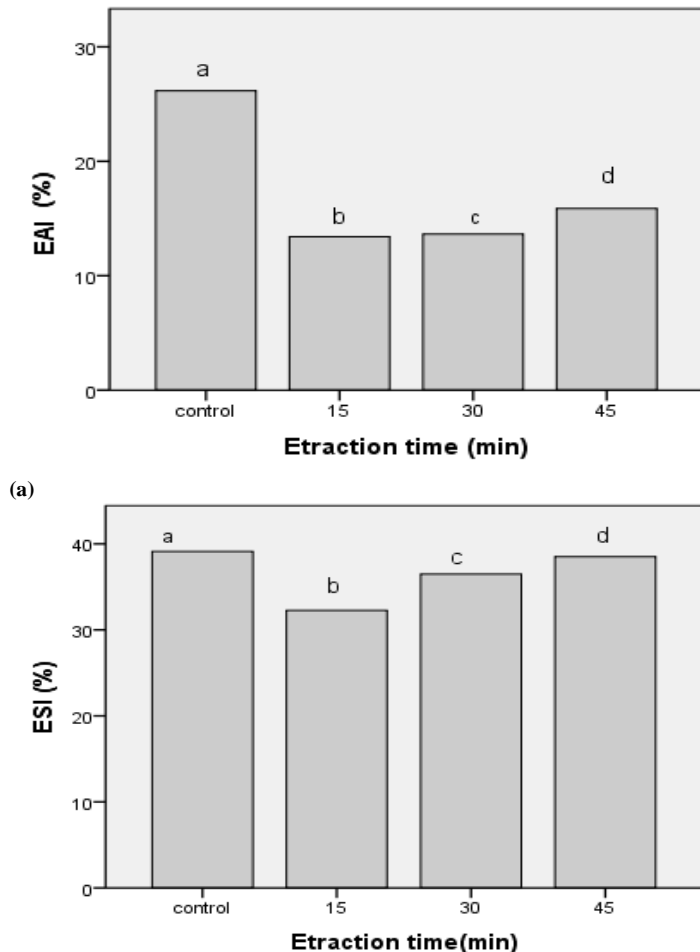 30
a
20
d
b
c
EAI (%)
10
0
control 15 30 45
Etraction time (min)
(a)
40
a
d
c
b
30
ESI (%)
20
10
0
control 15 30 45
Etraction time(min)